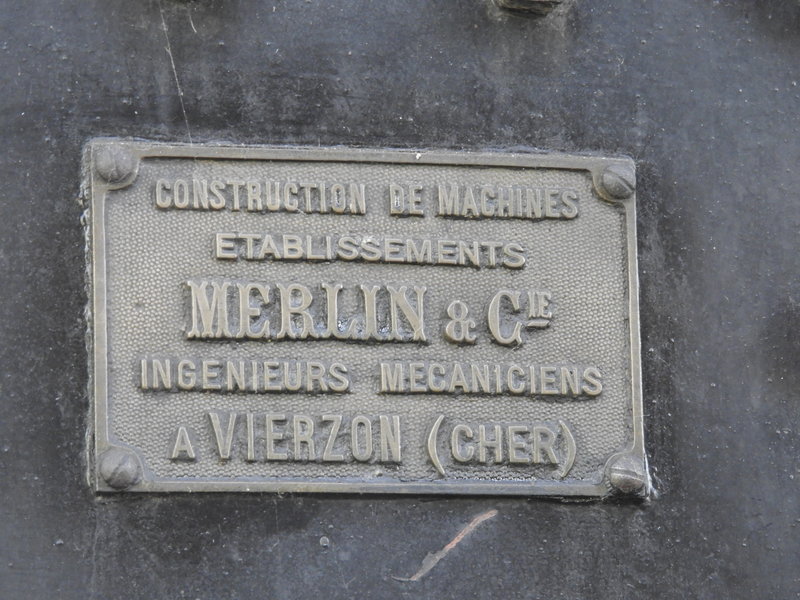 CONSTRUCTION DE MACHINES
ETABLISSEMENTS
MERLIN & CIE
INGENIEURS MECANICIENS
A VIERZON (CHER)